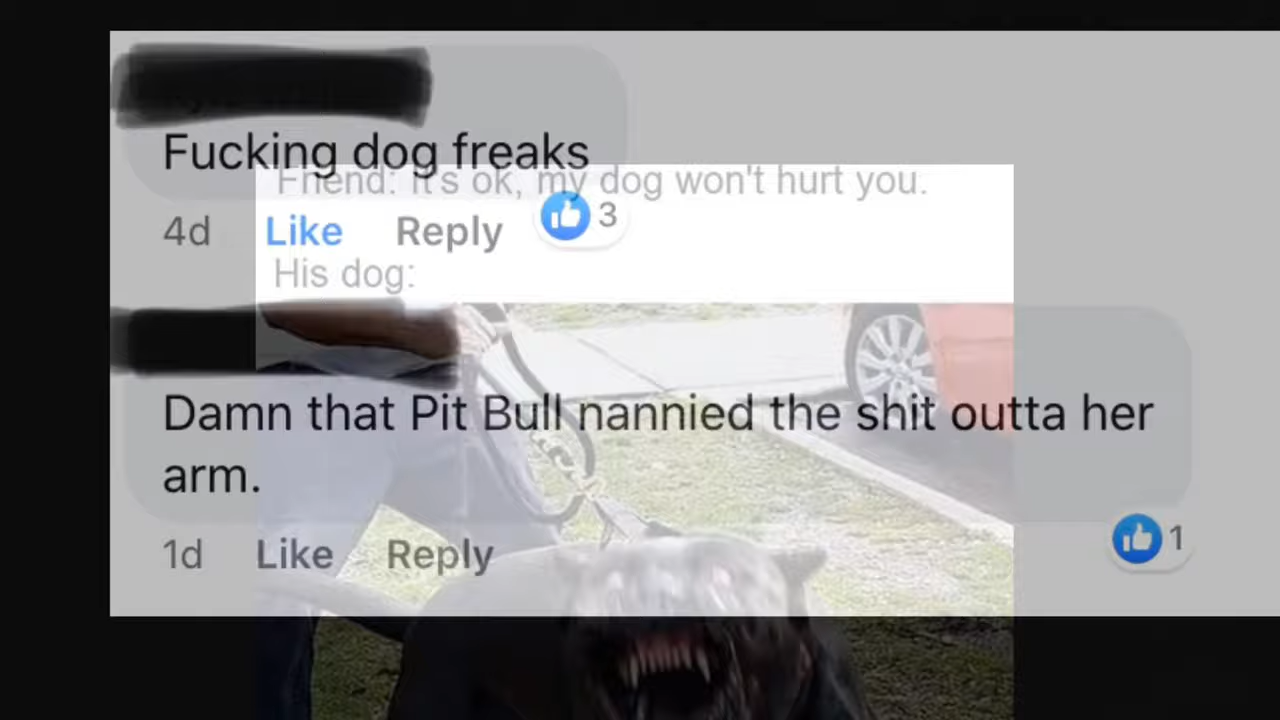 Fucking dog freaks
Friend: It's ok, my dog won't hurt you.
4d Like Reply 3
His dog:
Damn that Pit Bull nannied the shit outta her
arm.
1d Like Reply 1